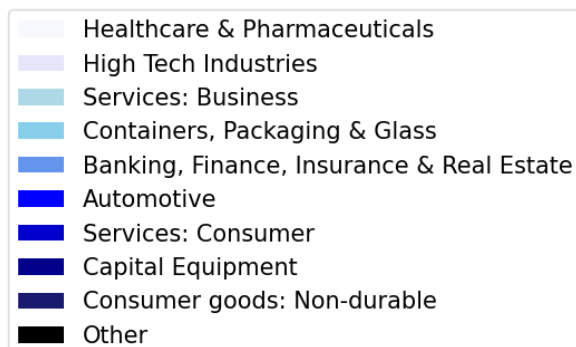 Healthcare & Pharmaceuticals
High Tech Industries
Services: Business
Containers, Packaging & Glass
Banking, Finance, Insurance & Real Estate
Automotive
Services: Consumer
Capital Equipment
Consumer goods: Non-durable
Other